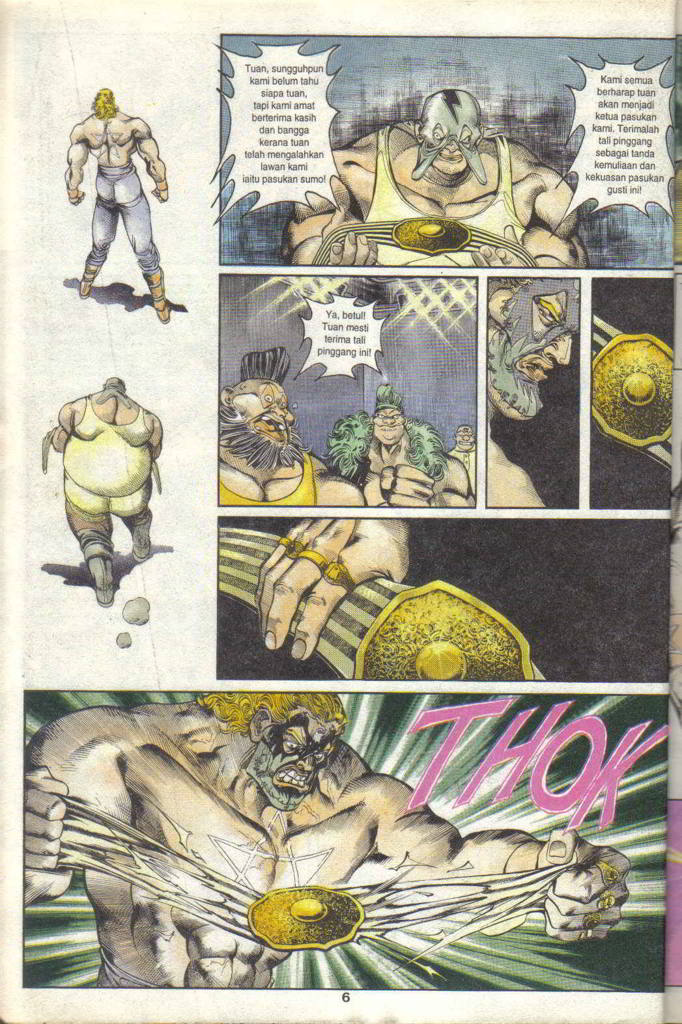 Tuan, sungguhpun
kami belum tahu
siapa tuan,
tapi kami amat
berterima kasih
dan bangga
kerana tuan
telah mengalahkan
lawan kami
iaitu pasukan sumo!
Kami semua
berharap tuan
akan menjadi
ketua pasukan
kami. Terimalah
tali pinggang
sebagai tanda
kemuliaan dan
kekuasan pasukan
gusti ini!
Ya, betul!
Tuan mesti
terima tali
pinggang ini!
THOK
6